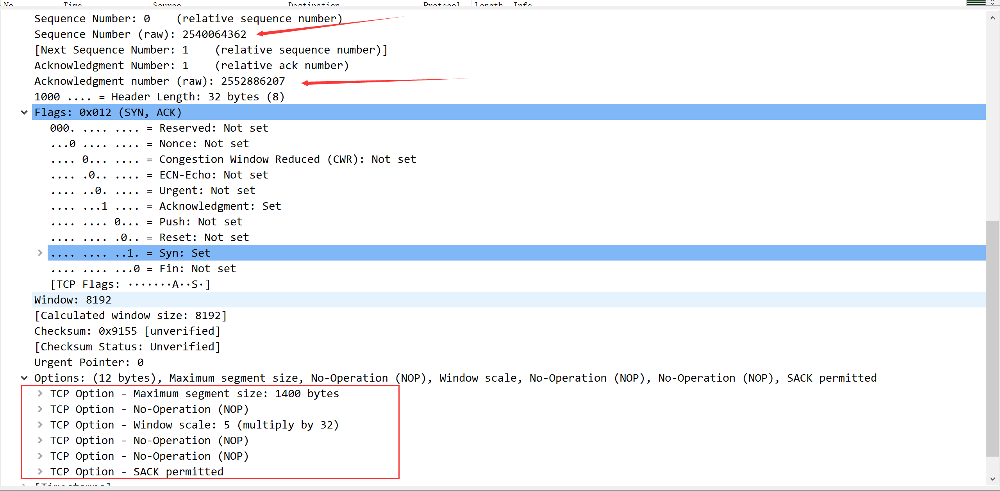 No. Time Source Destination Protocol Length Info
Sequence Number: 0    (relative sequence number)
Sequence Number (raw): 2540064362
[Next Sequence Number: 1    (relative sequence number)]
Acknowledgment Number: 1    (relative ack number)
Acknowledgment number (raw): 2552886207
1000 .... = Header Length: 32 bytes (8)
Flags: 0x012 (SYN, ACK)
000. .... .... = Reserved: Not set
...0 .... .... = Nonce: Not set
.... 0... .... = Congestion Window Reduced (CWR): Not set
.... .0.. .... = ECN-Echo: Not set
.... ..0. .... = Urgent: Not set
.... ...1 .... = Acknowledgment: Set
.... .... 0... = Push: Not set
.... .... .0.. = Reset: Not set
.... .... ..1. = Syn: Set
.... .... ...0 = Fin: Not set
[TCP Flags: ·······A··S·]
Window: 8192
[Calculated window size: 8192]
Checksum: 0x9155 [unverified]
[Checksum Status: Unverified]
Urgent Pointer: 0
Options: (12 bytes), Maximum segment size, No-Operation (NOP), Window scale, No-Operation (NOP), No-Operation (NOP), SACK permitted
TCP Option - Maximum segment size: 1400 bytes
TCP Option - No-Operation (NOP)
TCP Option - Window scale: 5 (multiply by 32)
TCP Option - No-Operation (NOP)
TCP Option - No-Operation (NOP)
TCP Option - SACK permitted
[Timestamps]